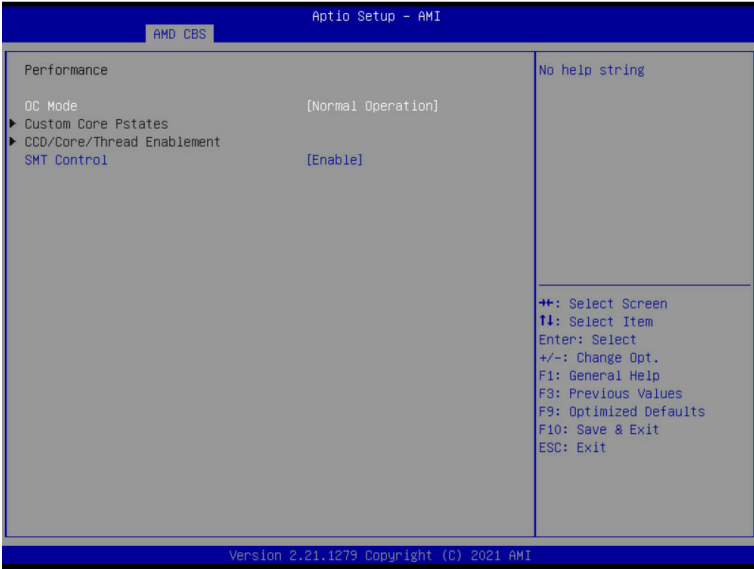 Aptio Setup – AMI
AMD CBS
Performance
OC Mode [Normal Operation]
Custom Core Pstates
CCD/Core/Thread Enablement
SMT Control [Enable]
No help string
→←: Select Screen
↑↓: Select Item
Enter: Select
+/-: Change Opt.
F1: General Help
F3: Previous Values
F9: Optimized Defaults
F10: Save & Exit
ESC: Exit
Version 2.21.1279 Copyright (C) 2021 AMI